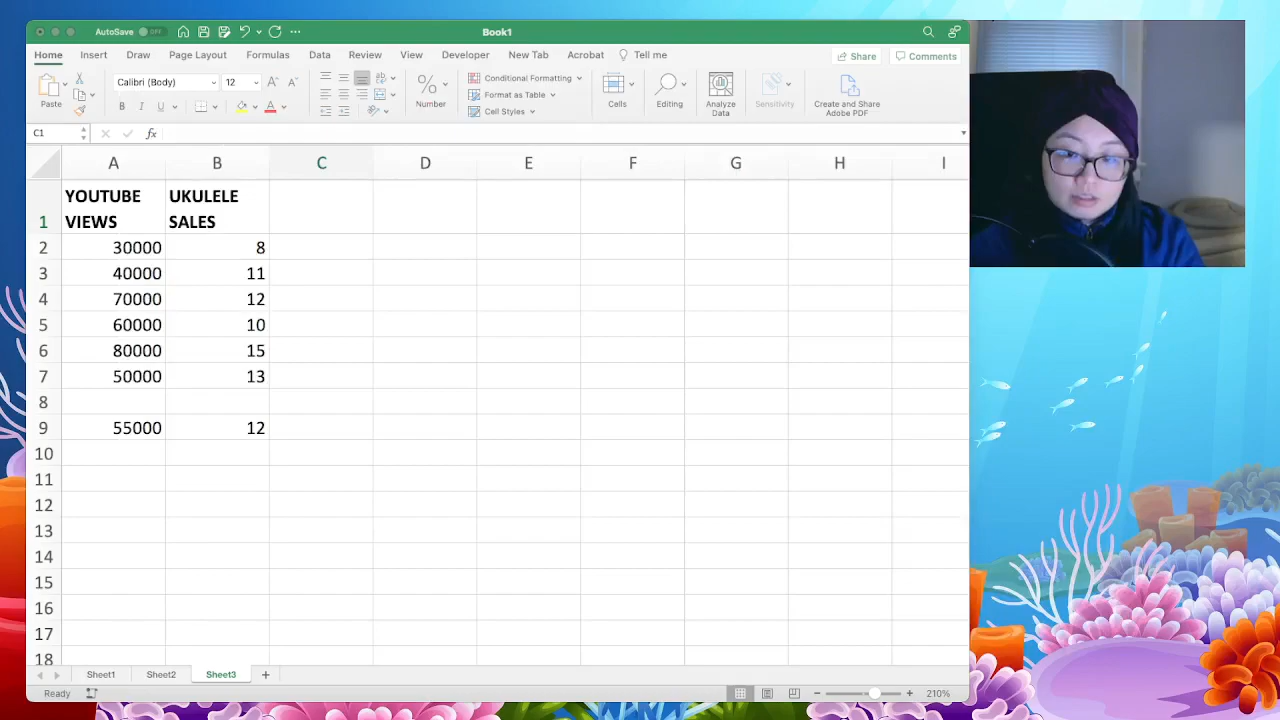 AutoSave OFF Book1
Home Insert Draw Page Layout Formulas Data Review View Developer New Tab Acrobat Tell me Share Comments
Paste Calibri (Body) 12 A A B I U A Number Conditional Formatting Format as Table Cell Styles Cells Editing Analyze Data Sensitivity Create and Share Adobe PDF
C1 fx
A B C D E F G H I
1 YOUTUBE VIEWS UKULELE SALES
2 30000 8
3 40000 11
4 70000 12
5 60000 10
6 80000 15
7 50000 13
8
9 55000 12
10
11
12
13
14
15
16
17
18
Sheet1 Sheet2 Sheet3 +
Ready 210%